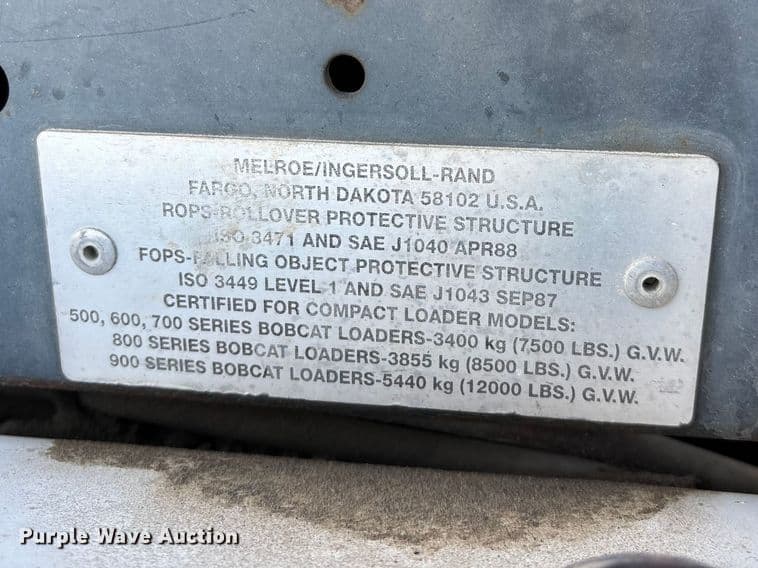 MELROE/INGERSOLL-RAND
FARGO, NORTH DAKOTA 58102 U.S.A.
ROPS-ROLLOVER PROTECTIVE STRUCTURE
ISO 3471 AND SAE J1040 APR88
FOPS-FALLING OBJECT PROTECTIVE STRUCTURE
ISO 3449 LEVEL 1 AND SAE J1043 SEP87
CERTIFIED FOR COMPACT LOADER MODELS:
500, 600, 700 SERIES BOBCAT LOADERS-3400 kg (7500 LBS.) G.V.W.
800 SERIES BOBCAT LOADERS-3855 kg (8500 LBS.) G.V.W.
900 SERIES BOBCAT LOADERS-5440 kg (12000 LBS.) G.V.W.
Purple Wave Auction